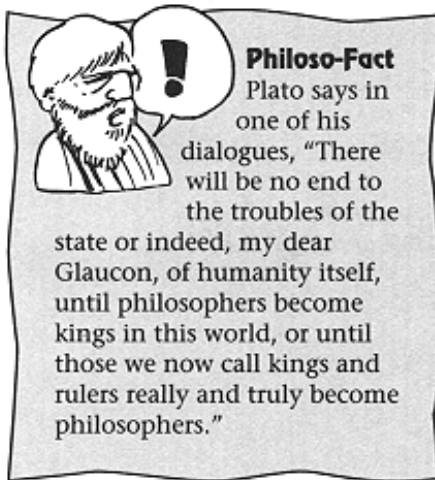 !
Philoso-Fact
Plato says in
one of his
dialogues, “There
will be no end to
the troubles of the
state or indeed, my dear
Glaucon, of humanity itself,
until philosophers become
kings in this world, or until
those we now call kings and
rulers really and truly become
philosophers.”